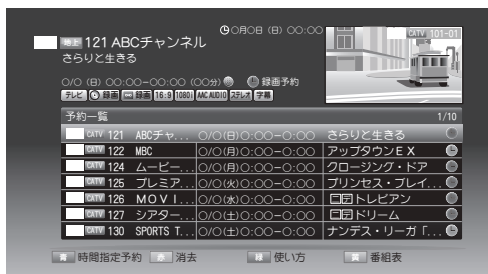 ○月○日（日）○○:○○
CATV 101-01
地上 121 ABCチャンネル
さらりと生きる
○/○（日）○○:○○−○○:○○（○○分） 録画予約
テレビ 録画 録画 16:9 1080i AAC AUDIO ステレオ 字幕
予約一覧 1/10
CATV 121 ABCチャ... ○/○(日)○:○○−○:○○ さらりと生きる
CATV 122 MBC ○/○(月)○:○○−○:○○ アップタウンＥＸ
CATV 124 ムービー... ○/○(月)○:○○−○:○○ クロージング・ドア
CATV 125 プレミア... ○/○(火)○:○○−○:○○ プリンセス・ブレイ...
CATV 126 ＭＯＶＩ... ○/○(水)○:○○−○:○○ トレビアン
CATV 127 シアター... ○/○(土)○:○○−○:○○ ドリーム
CATV 130 SPORTS T... ○/○(土)○:○○−○:○○ ナンデス・リーガ「...
青 時間指定予約 赤 消去 緑 使い方 黄 番組表